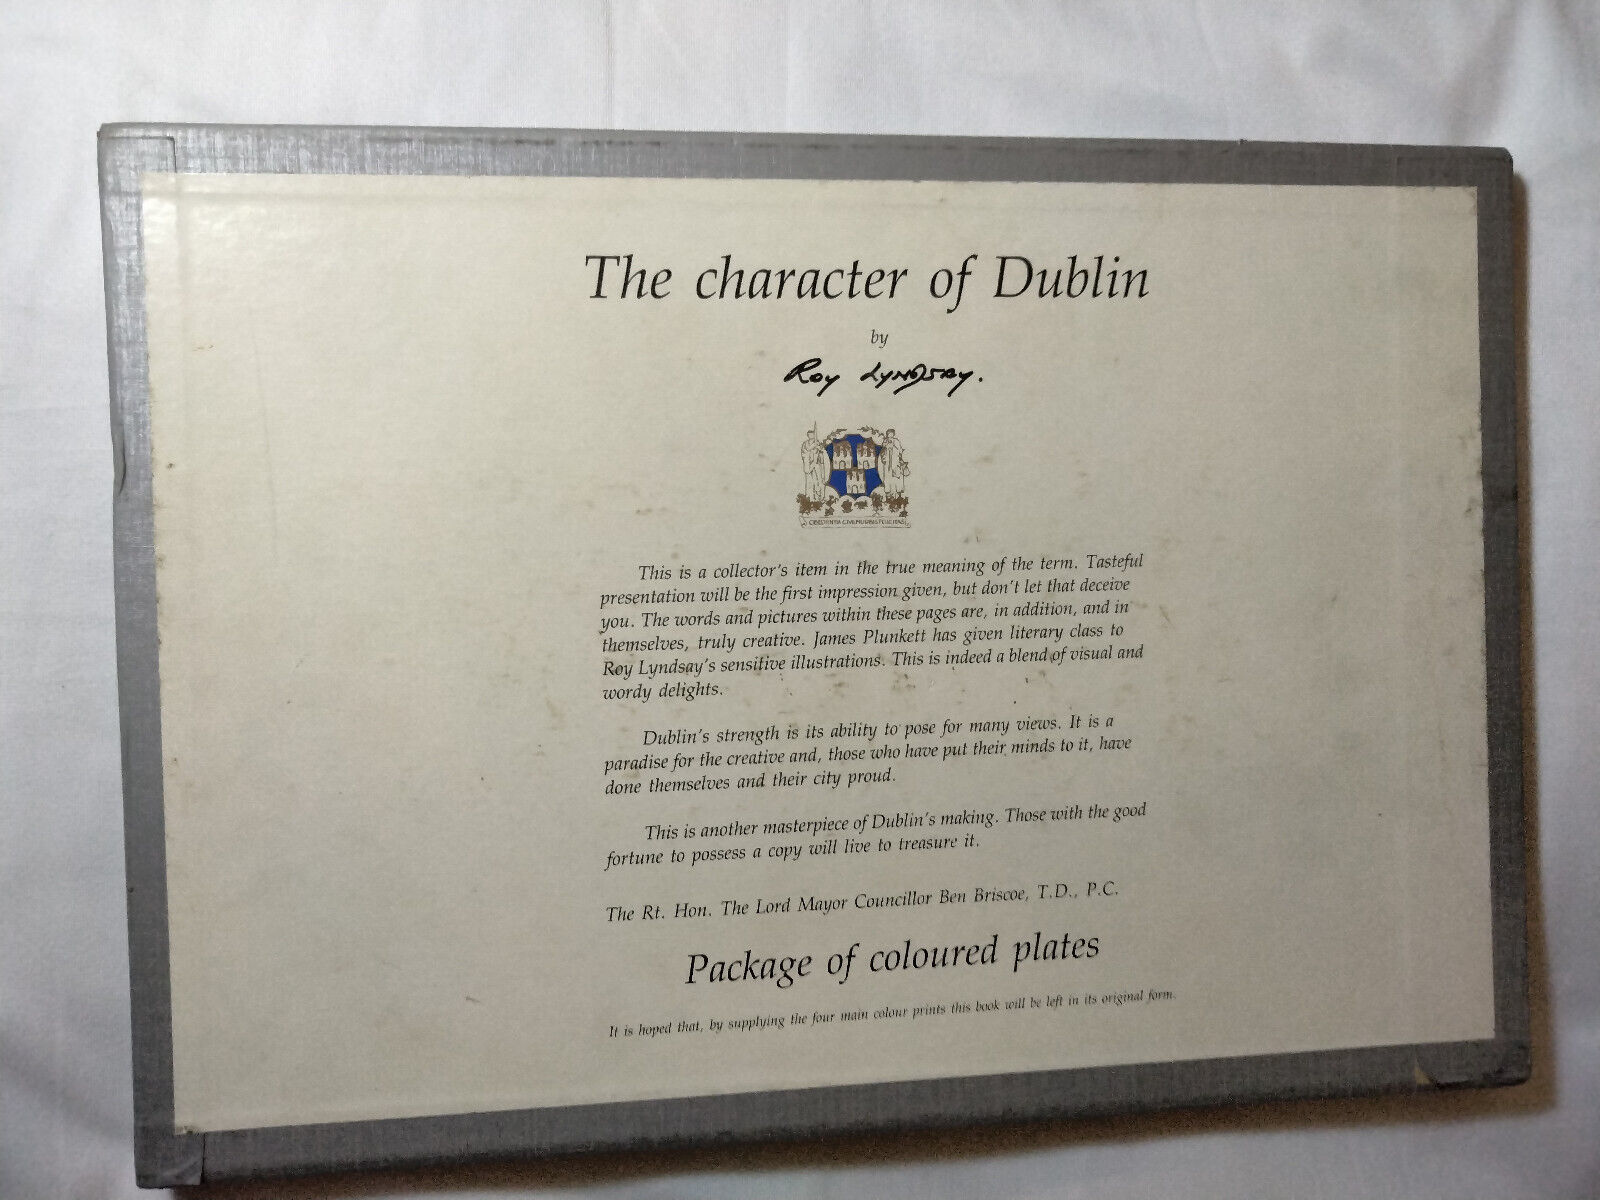 The character of Dublin
by
Roy Lyndsay.
OBEDIENTIA CIVIUM URBIS FELICITAS
This is a collector's item in the true meaning of the term. Tasteful
presentation will be the first impression given, but don't let that deceive
you. The words and pictures within these pages are, in addition, and in
themselves, truly creative. James Plunkett has given literary class to
Roy Lyndsay's sensitive illustrations. This is indeed a blend of visual and
wordy delights.
Dublin's strength is its ability to pose for many views. It is a
paradise for the creative and, those who have put their minds to it, have
done themselves and their city proud.
This is another masterpiece of Dublin's making. Those with the good
fortune to possess a copy will live to treasure it.
The Rt. Hon. The Lord Mayor Councillor Ben Briscoe, T.D., P.C.
Package of coloured plates
It is hoped that, by supplying the four main colour prints this book will be left in its original form.